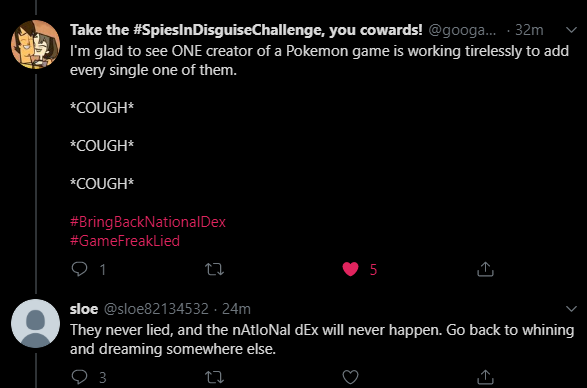 Take the #SpiesInDisguiseChallenge, you cowards! @googa... · 32m
I'm glad to see ONE creator of a Pokemon game is working tirelessly to add
every single one of them.
*COUGH*
*COUGH*
*COUGH*
#BringBackNationalDex
#GameFreakLied
1 5
sloe @sloe82134532 · 24m
They never lied, and the nAtIoNal dEx will never happen. Go back to whining
and dreaming somewhere else.
3